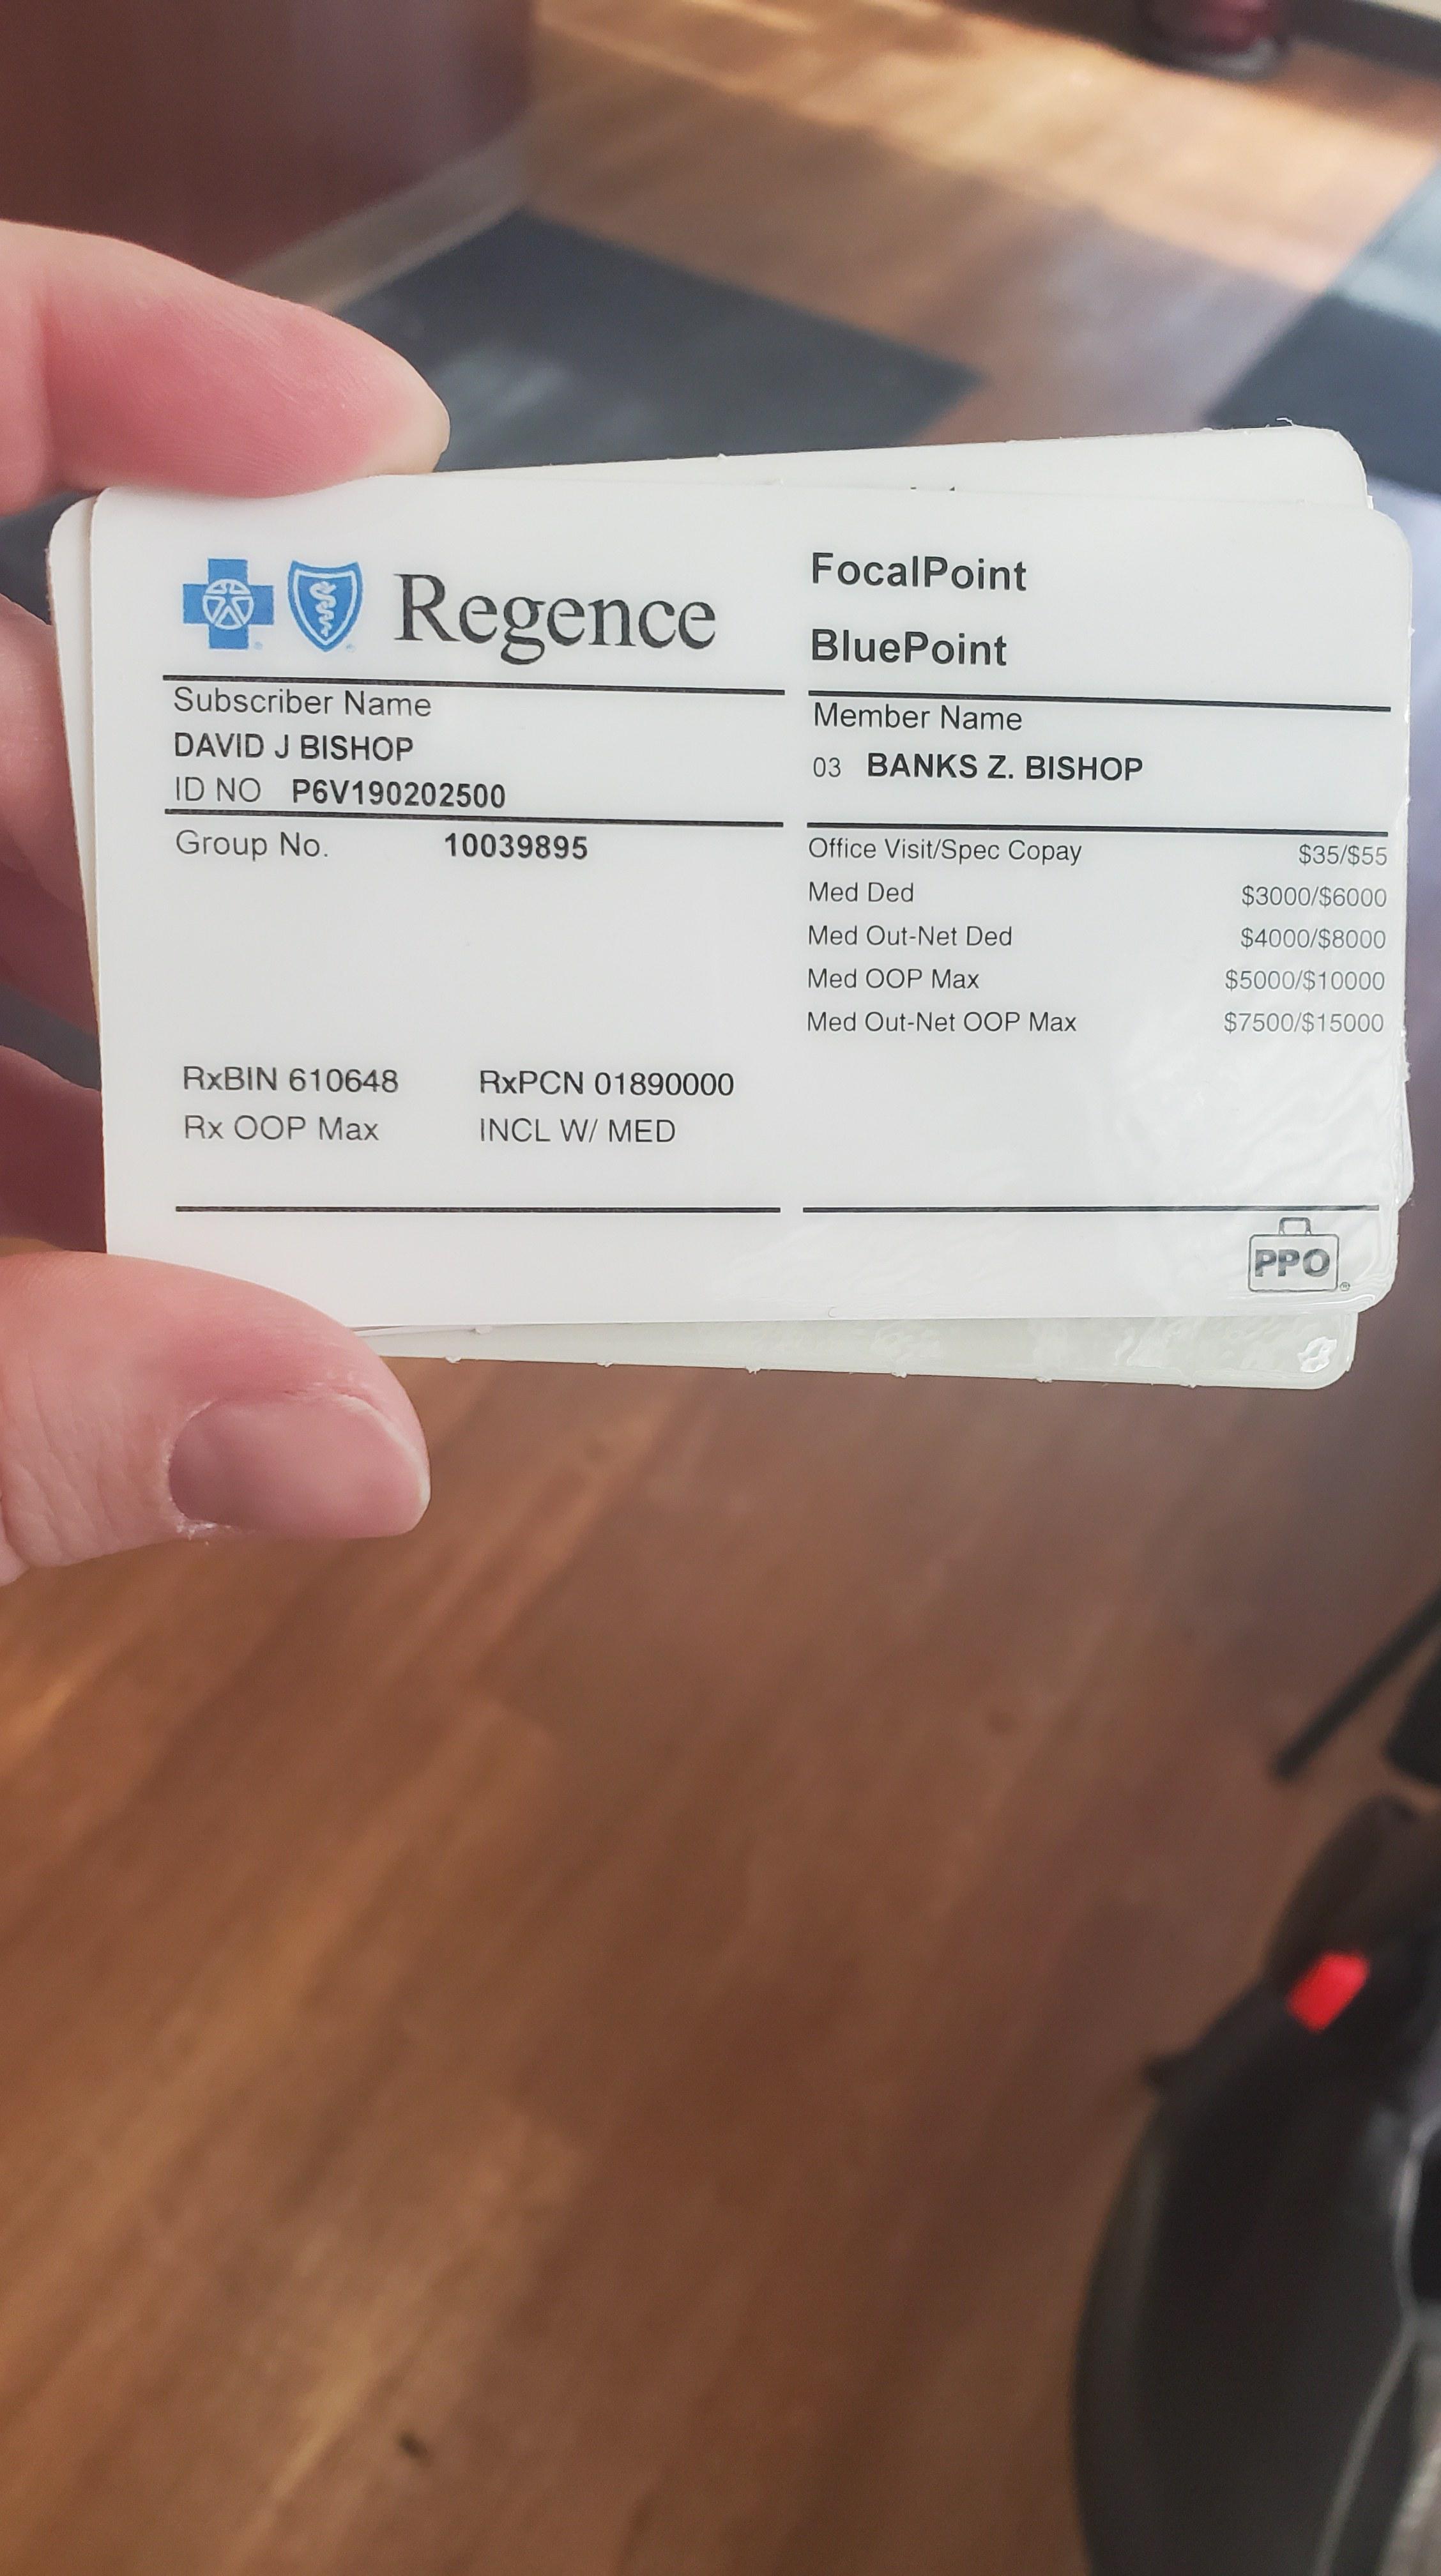 Regence
FocalPoint
BluePoint
Subscriber Name
DAVID J BISHOP
ID NO P6V190202500
Member Name
03 BANKS Z. BISHOP
Group No. 10039895
Office Visit/Spec Copay $35/$55
Med Ded $3000/$6000
Med Out-Net Ded $4000/$8000
Med OOP Max $5000/$10000
Med Out-Net OOP Max $7500/$15000
RxBIN 610648 RxPCN 01890000
Rx OOP Max INCL W/ MED
PPO®